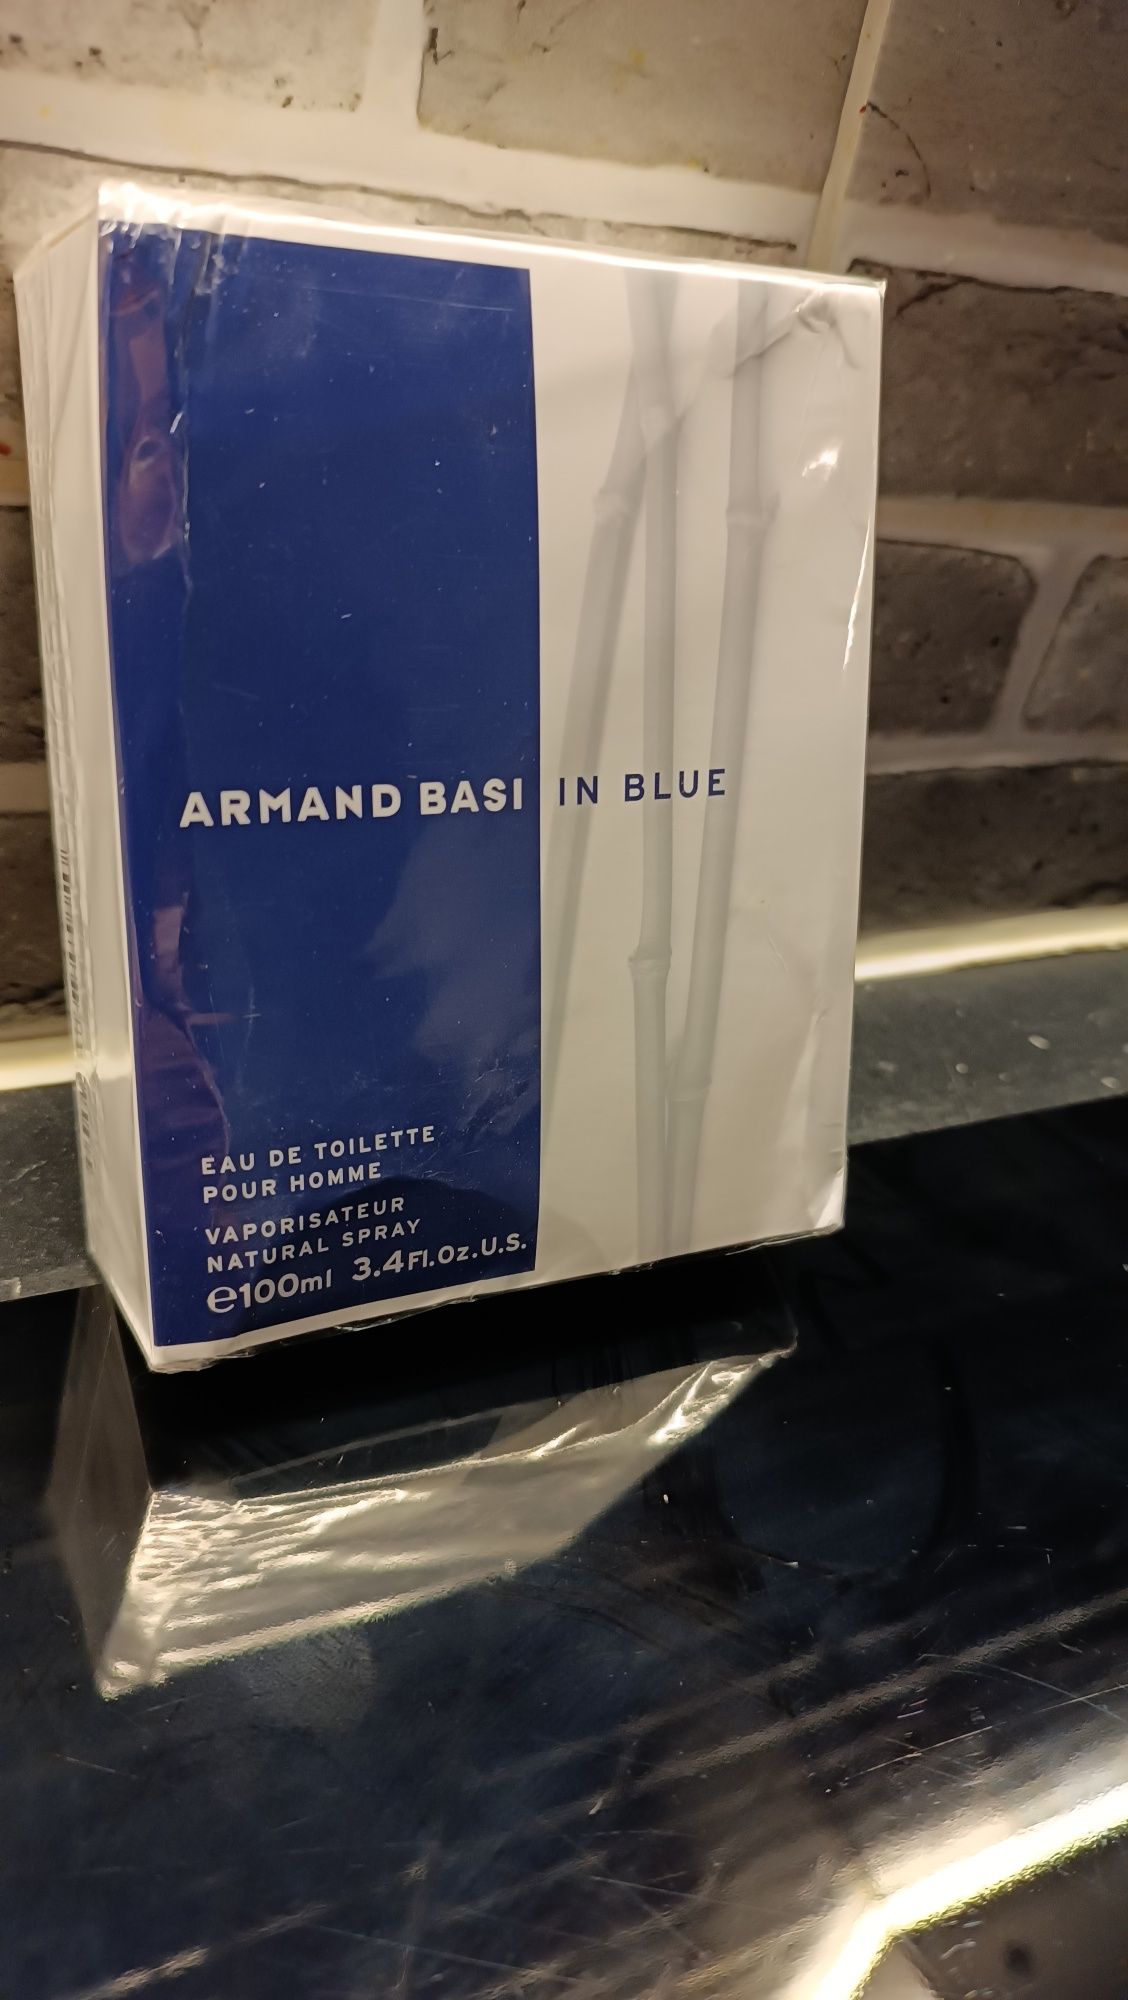 ARMAND BASI IN BLUE
EAU DE TOILETTE
POUR HOMME
VAPORISATEUR
NATURAL SPRAY
e100ml 3.4Fl.Oz.U.S.